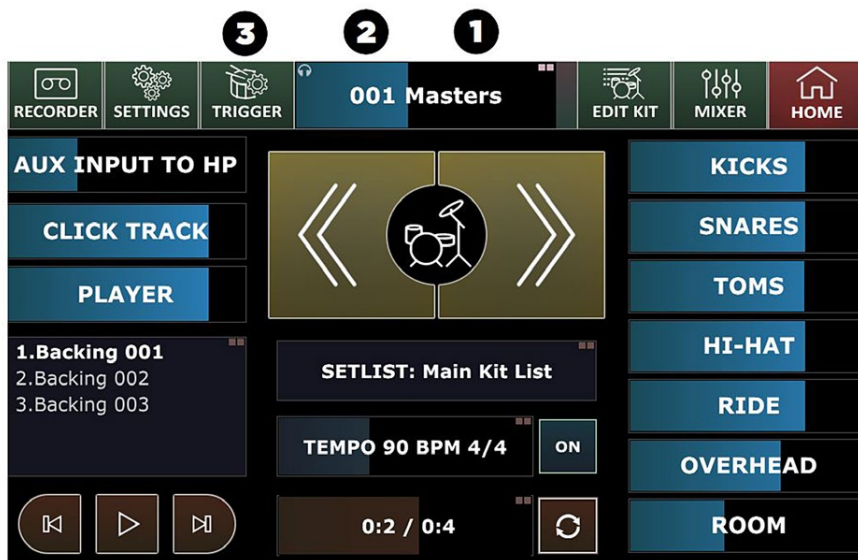 3 2 1
RECORDER SETTINGS TRIGGER 001 Masters EDIT KIT MIXER HOME
AUX INPUT TO HP
CLICK TRACK
PLAYER
1.Backing 001
2.Backing 002
3.Backing 003
SETLIST: Main Kit List
TEMPO 90 BPM 4/4 ON
0:2 / 0:4
KICKS
SNARES
TOMS
HI-HAT
RIDE
OVERHEAD
ROOM